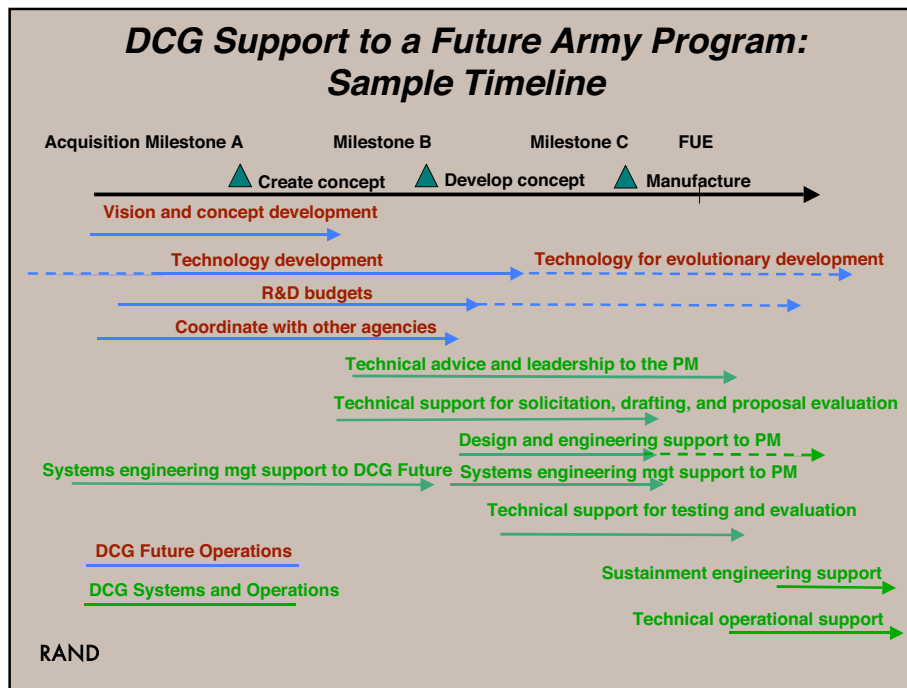 DCG Support to a Future Army Program:
Sample Timeline
Acquisition Milestone A
Milestone B
Milestone C
FUE
Create concept
Develop concept
Manufacture
Vision and concept development
Technology development
Technology for evolutionary development
R&D budgets
Coordinate with other agencies
Technical advice and leadership to the PM
Technical support for solicitation, drafting, and proposal evaluation
Design and engineering support to PM
Systems engineering mgt support to DCG Future
Systems engineering mgt support to PM
Technical support for testing and evaluation
DCG Future Operations
Sustainment engineering support
DCG Systems and Operations
Technical operational support
RAND